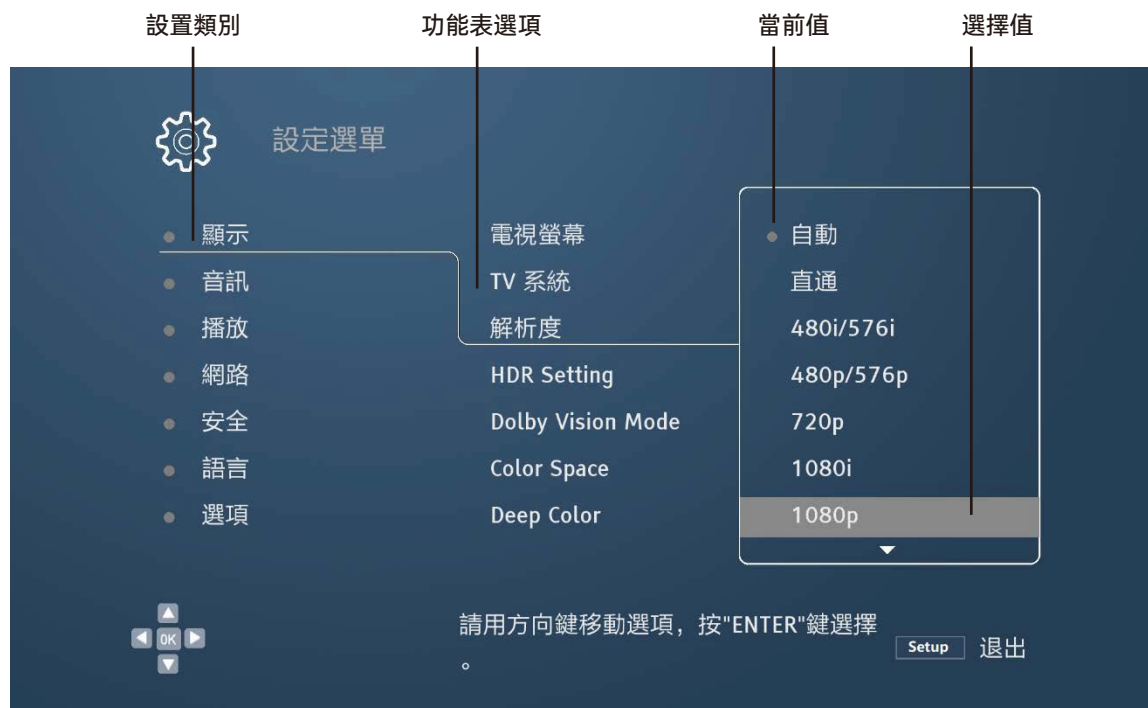 設置類別 功能表選項 當前值 選擇值
設定選單
顯示 電視螢幕 自動
音訊 TV 系統 直通
播放 解析度 480i/576i
網路 HDR Setting 480p/576p
安全 Dolby Vision Mode 720p
語言 Color Space 1080i
選項 Deep Color 1080p
請用方向鍵移動選項，按"ENTER"鍵選擇
。
OK Setup 退出